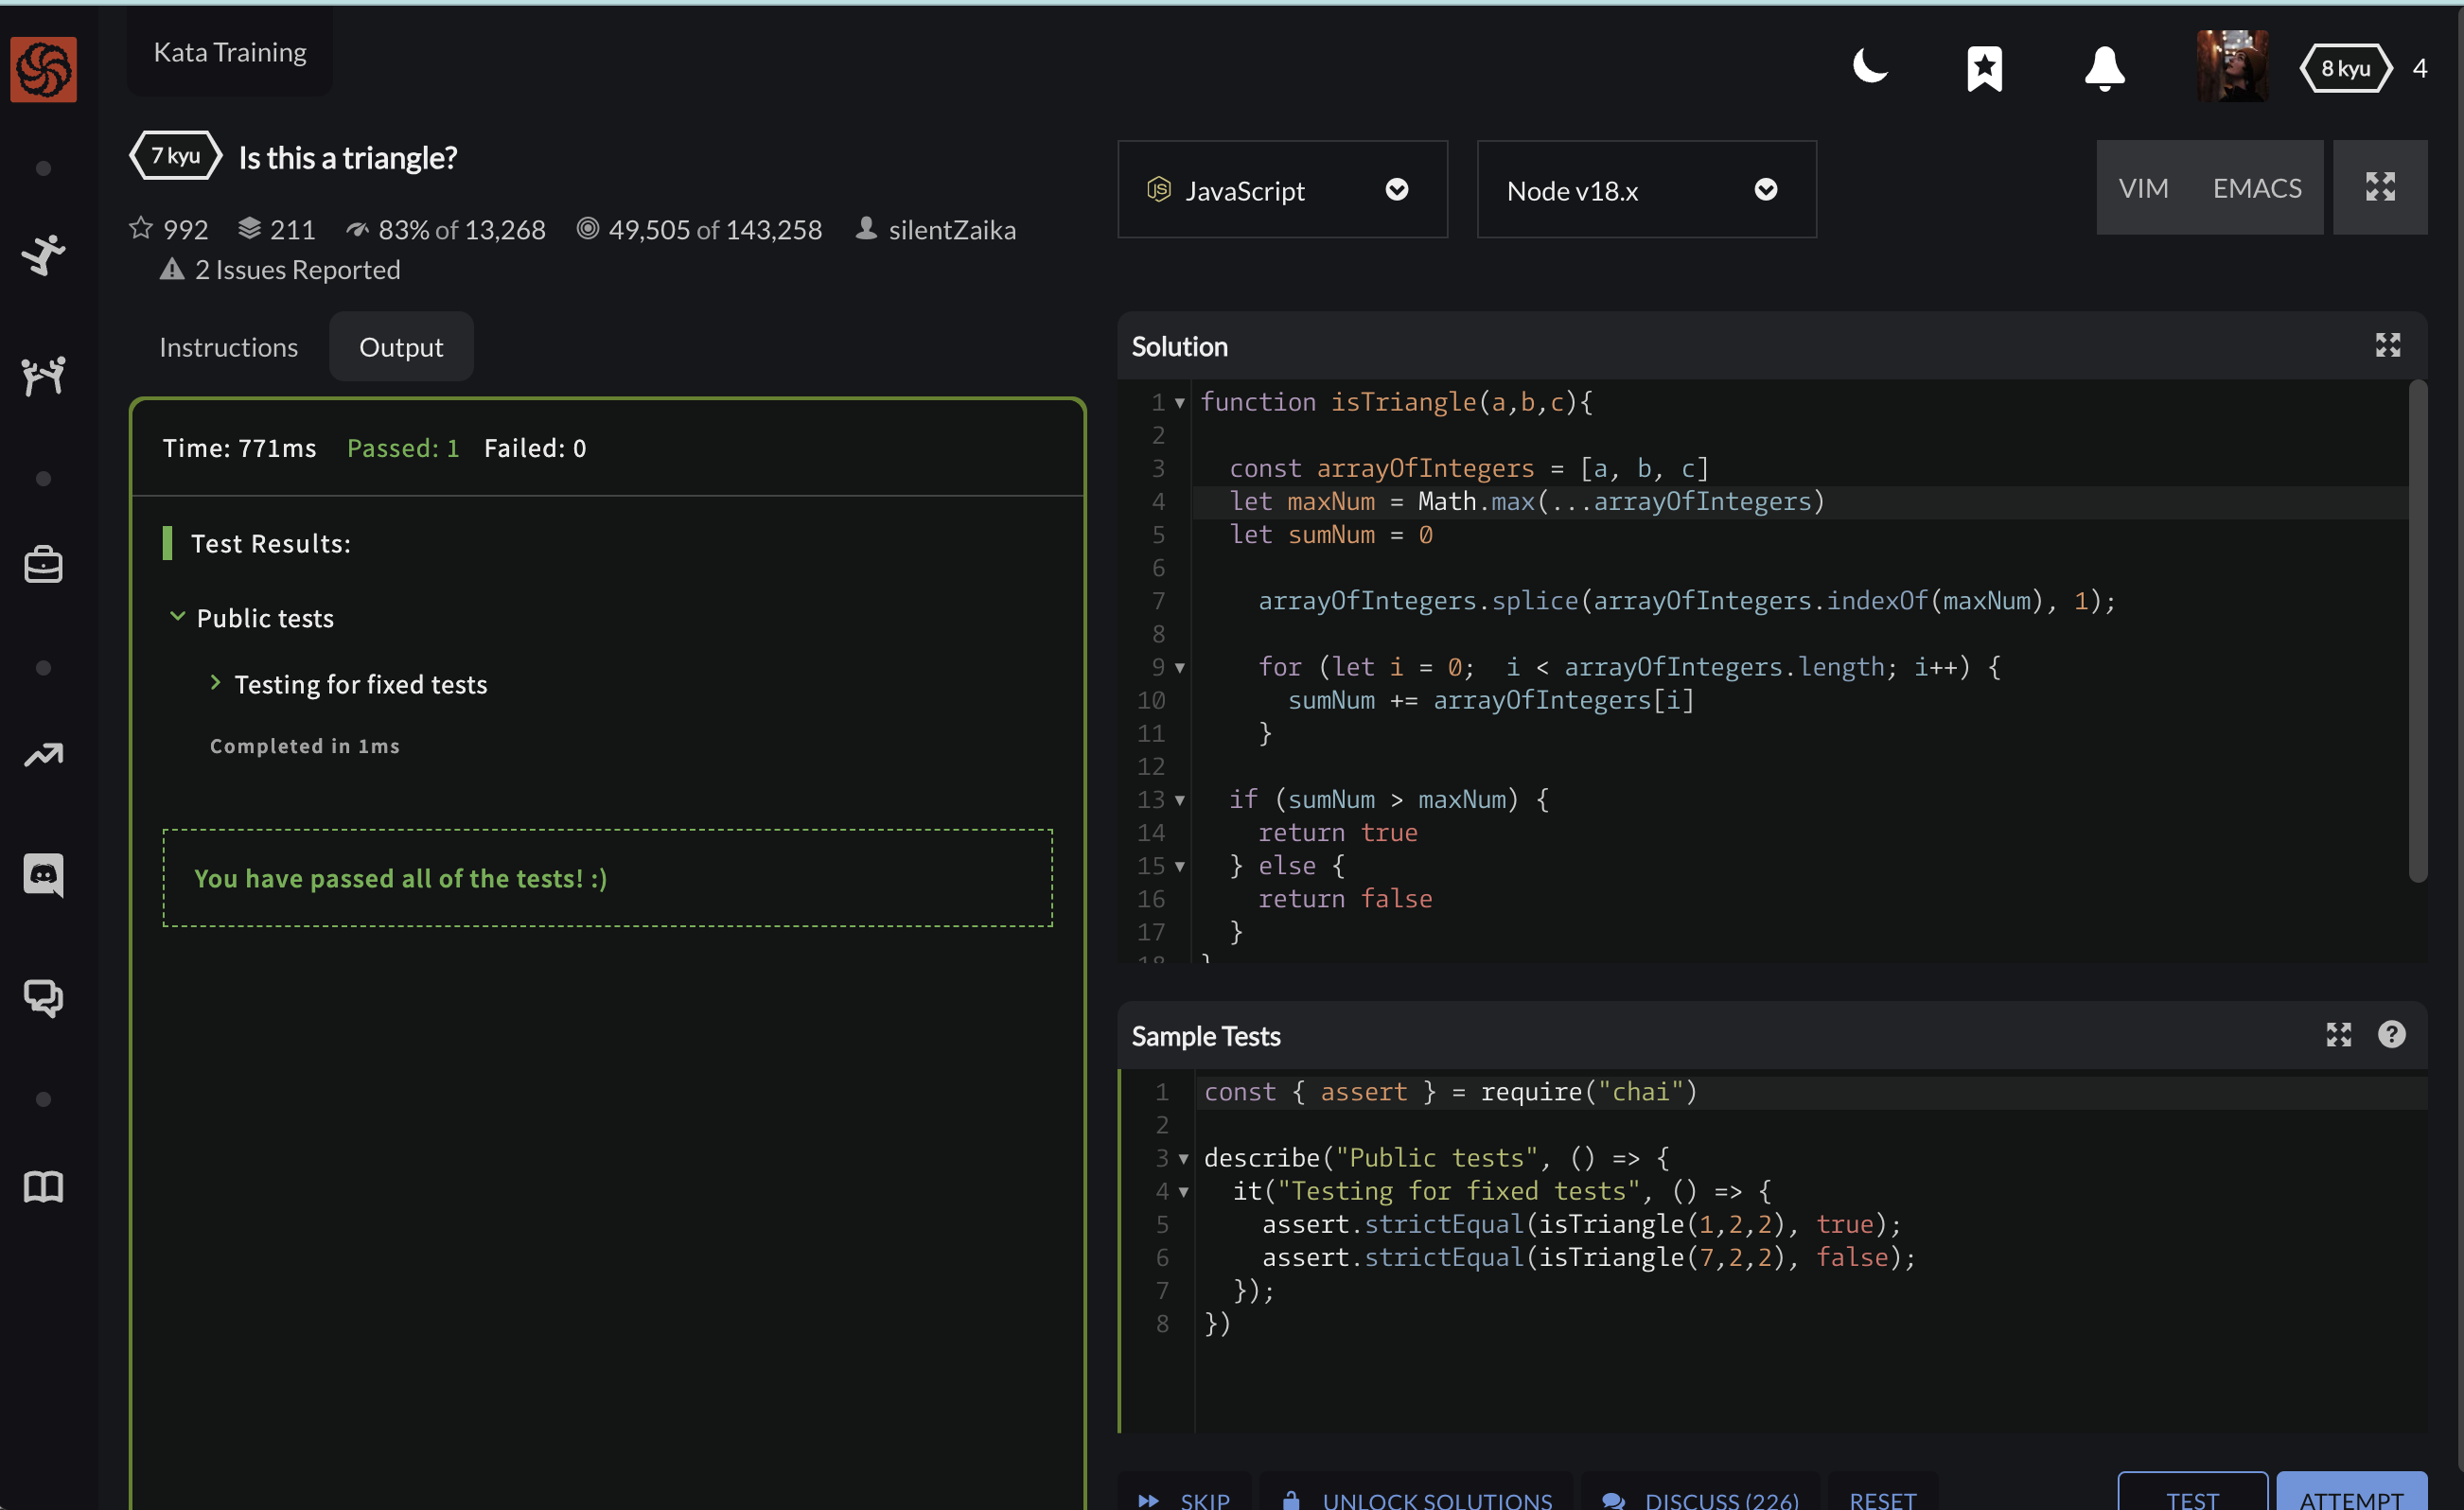 Kata Training
8 kyu 4
7 kyu Is this a triangle?
992 211 83% of 13,268 49,505 of 143,258 silentZaika
2 Issues Reported
JavaScript
Node v18.x
VIM EMACS
Instructions Output
Time: 771ms Passed: 1 Failed: 0
Test Results:
Public tests
Testing for fixed tests
Completed in 1ms
You have passed all of the tests! :)
Solution
1 function isTriangle(a,b,c){
2
3 const arrayOfIntegers = [a, b, c]
4 let maxNum = Math.max(...arrayOfIntegers)
5 let sumNum = 0
6
7 arrayOfIntegers.splice(arrayOfIntegers.indexOf(maxNum), 1);
8
9 for (let i = 0;  i < arrayOfIntegers.length; i++) {
10 sumNum += arrayOfIntegers[i]
11 }
12
13 if (sumNum > maxNum) {
14 return true
15 } else {
16 return false
17 }
18 }
Sample Tests
1 const { assert } = require("chai")
2
3 describe("Public tests", () => {
4 it("Testing for fixed tests", () => {
5 assert.strictEqual(isTriangle(1,2,2), true);
6 assert.strictEqual(isTriangle(7,2,2), false);
7 });
8 })
SKIP UNLOCK SOLUTIONS DISCUSS (226) RESET TEST ATTEMPT